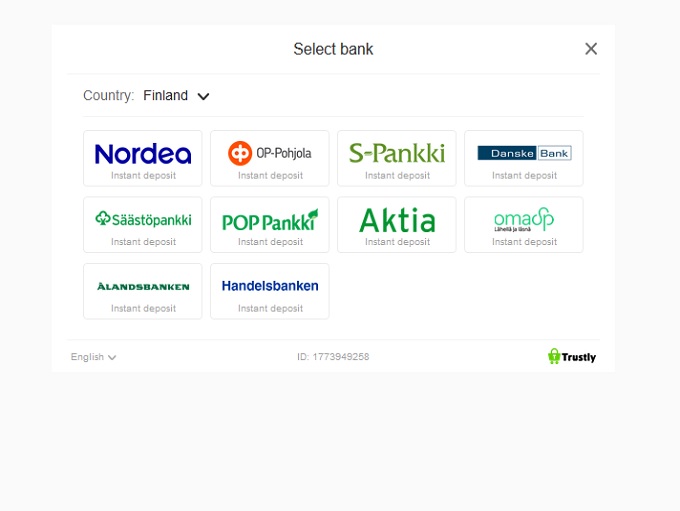 Select bank
Country: Finland
Nordea
Instant deposit
OP-Pohjola
Instant deposit
S-Pankki
Instant deposit
Danske Bank
Instant deposit
Säästöpankki
Instant deposit
POP Pankki
Instant deposit
Aktia
Instant deposit
omasp
Lähellä ja läsnä
Instant deposit
ÅLANDSBANKEN
Instant deposit
Handelsbanken
Instant deposit
English
ID: 1773949258
Trustly